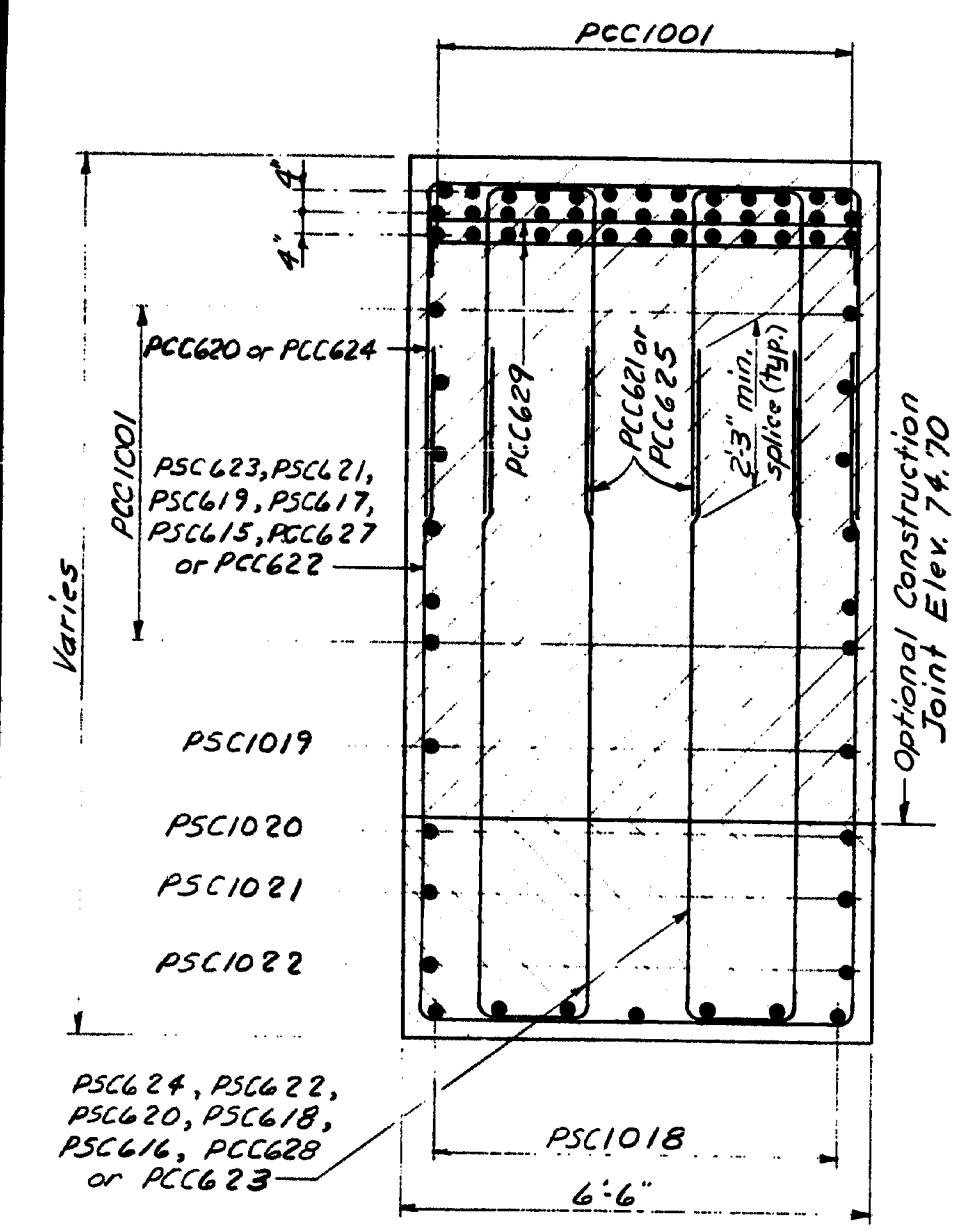 PCC1001
4"
4"
PCC620 or PCC624
PCC1001
PSC623, PSC621,
PSC619, PSC617,
PSC615, PCC627
or PCC622
PCC629
PCC621 or
PCC625
2'-3" min.
splice (typ.)
Optional Construction
Joint Elev. 74.70
Varies
PSC1019
PSC1020
PSC1021
PSC1022
PSC624, PSC622,
PSC620, PSC618,
PSC616, PCC628
or PCC623
PSC1018
6'-6"